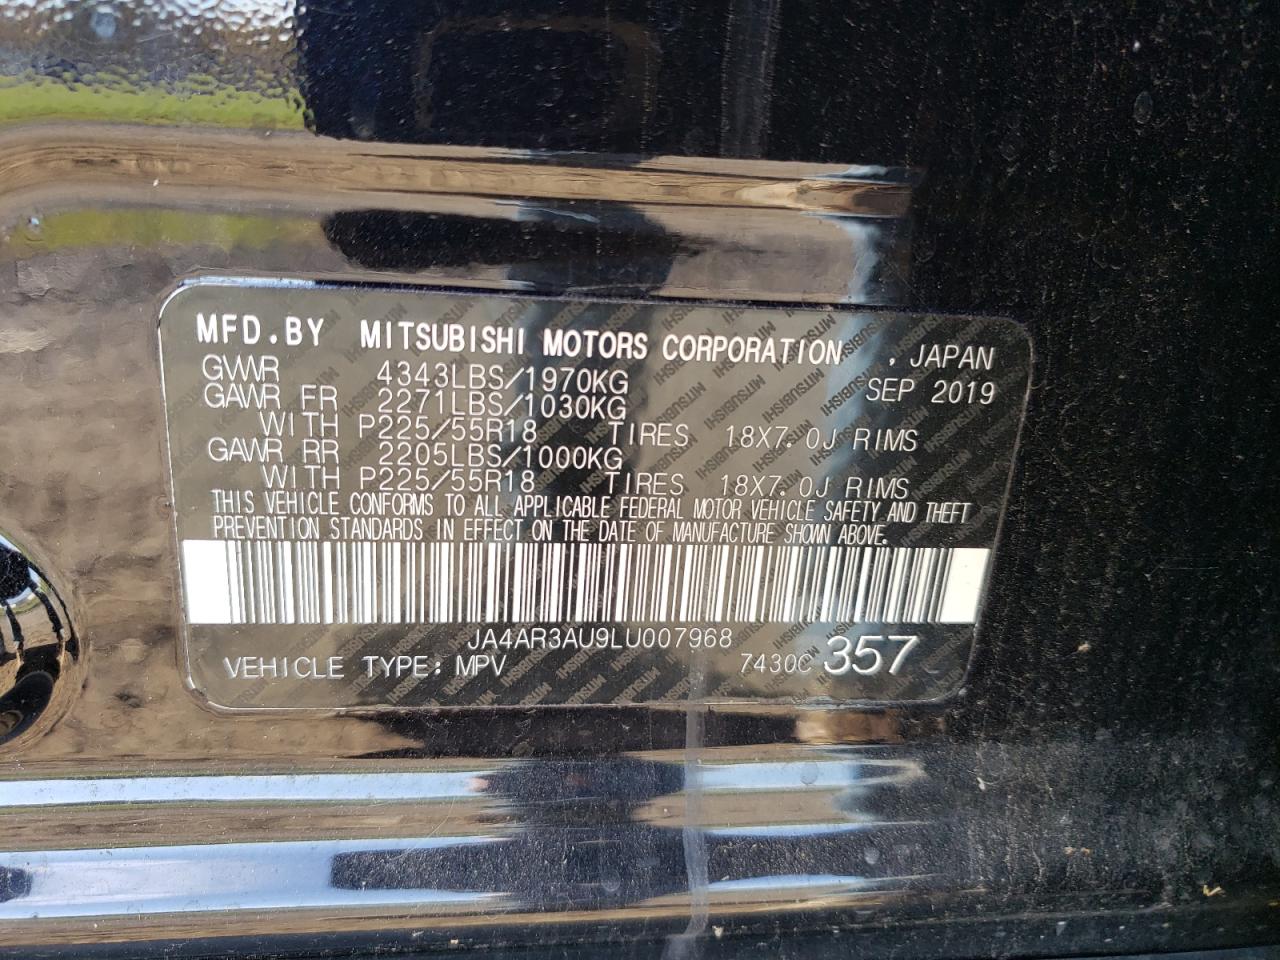 MFD.BY MITSUBISHI MOTORS CORPORATION , JAPAN
GVWR 4343LBS/1970KG SEP 2019
GAWR FR 2271LBS/1030KG
WITH P225/55R18 TIRES 18X7.0J RIMS
GAWR RR 2205LBS/1000KG
WITH P225/55R18 TIRES 18X7.0J RIMS
THIS VEHICLE CONFORMS TO ALL APPLICABLE FEDERAL MOTOR VEHICLE SAFETY AND THEFT
PREVENTION STANDARDS IN EFFECT ON THE DATE OF MANUFACTURE SHOWN ABOVE.
JA4AR3AU9LU007968
VEHICLE TYPE: MPV 7430C 357